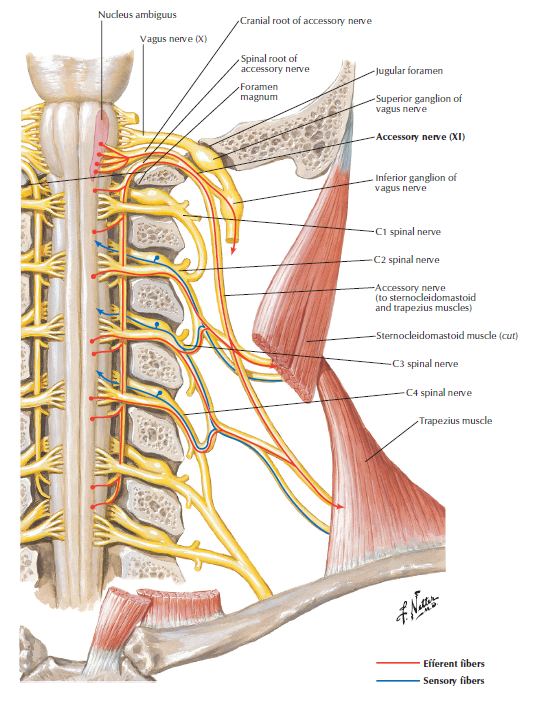 Nucleus ambiguus
Vagus nerve (X)
Cranial root of accessory nerve
Spinal root of
accessory nerve
Foramen
magnum
Jugular foramen
Superior ganglion of
vagus nerve
Accessory nerve (XI)
Inferior ganglion of
vagus nerve
C1 spinal nerve
C2 spinal nerve
Accessory nerve
(to sternocleidomastoid
and trapezius muscles)
Sternocleidomastoid muscle (cut)
C3 spinal nerve
C4 spinal nerve
Trapezius muscle
F. Netter
M.D.
Efferent fibers
Sensory fibers